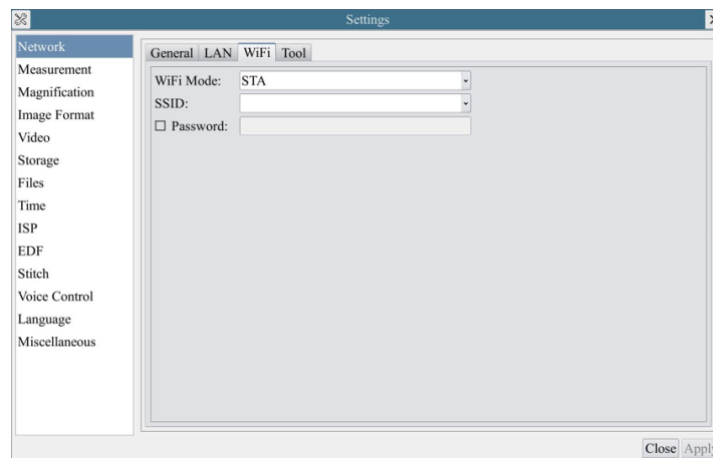 Settings
Network
Measurement
Magnification
Image Format
Video
Storage
Files
Time
ISP
EDF
Stitch
Voice Control
Language
Miscellaneous
General LAN WiFi Tool
WiFi Mode: STA
SSID:
Password:
Close Apply